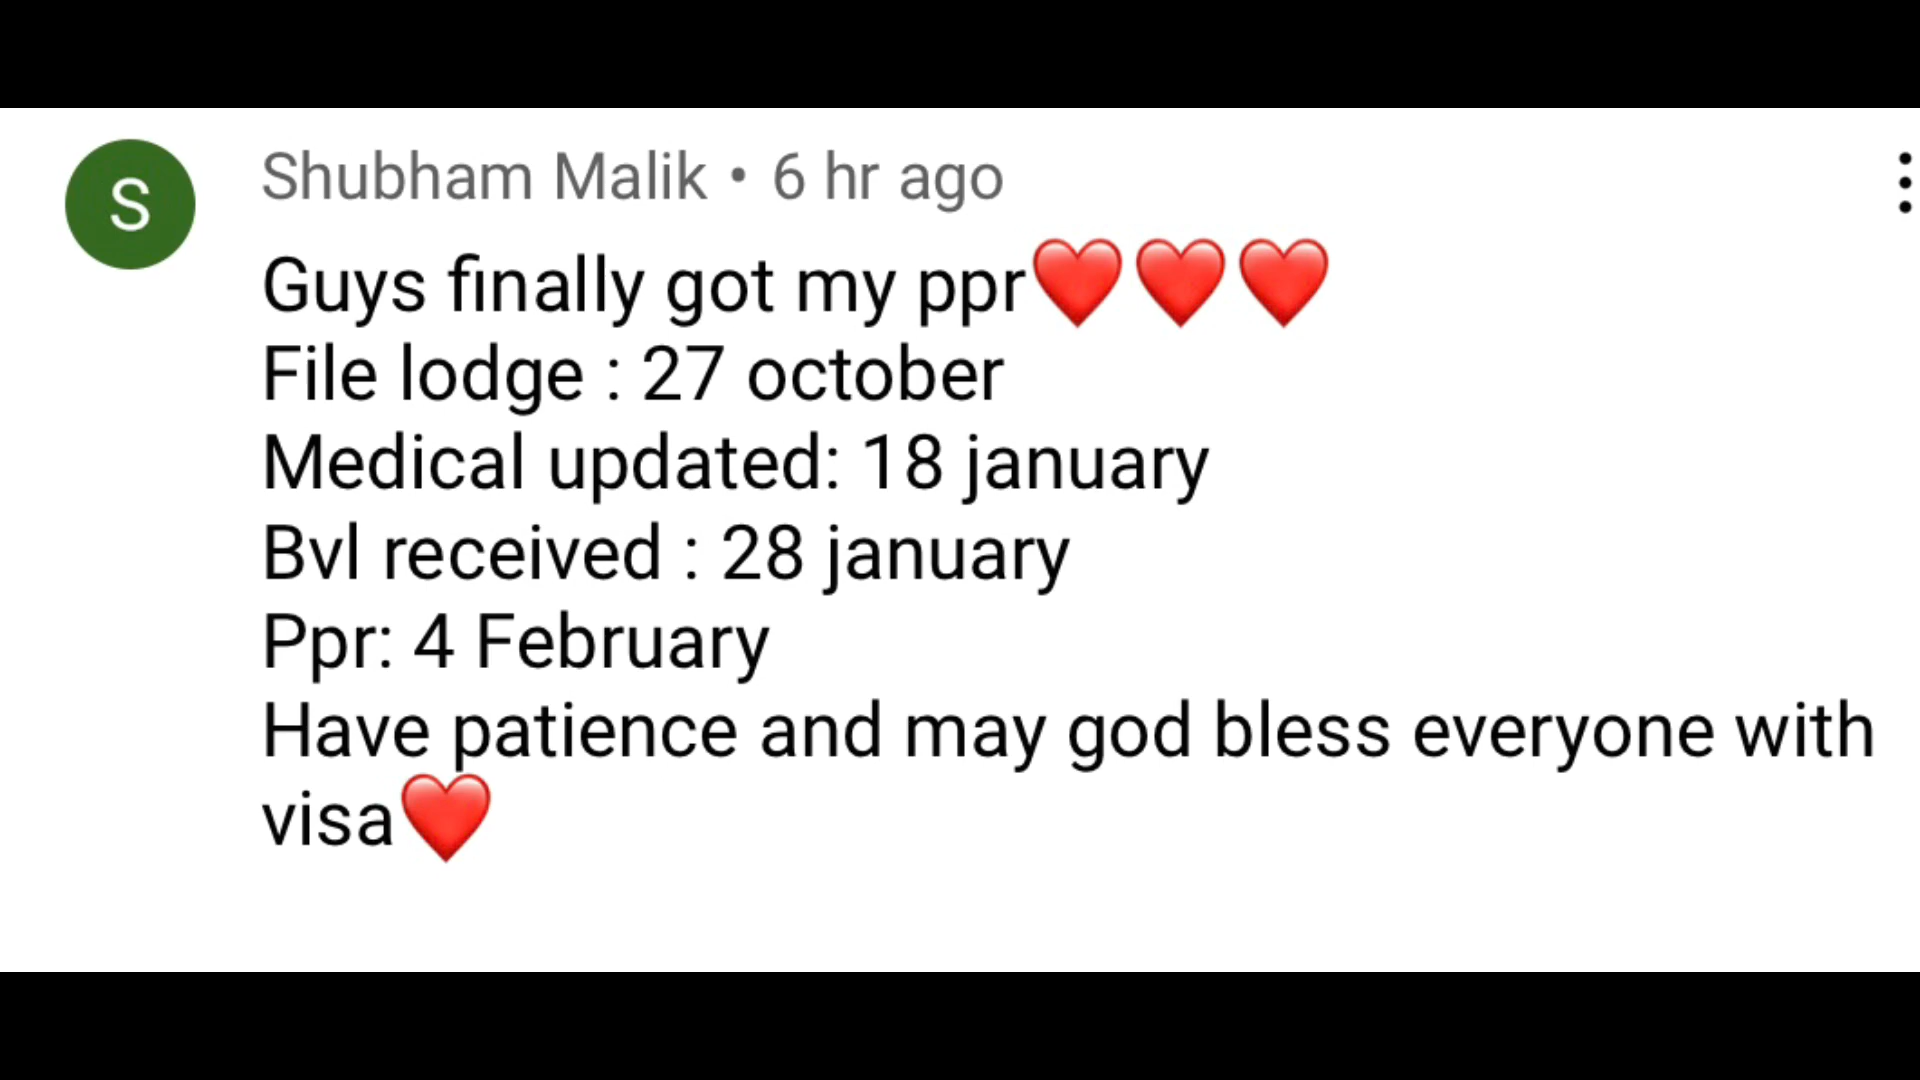 S
Shubham Malik • 6 hr ago
Guys finally got my ppr❤️❤️❤️
File lodge : 27 october
Medical updated: 18 january
Bvl received : 28 january
Ppr: 4 February
Have patience and may god bless everyone with
visa❤️